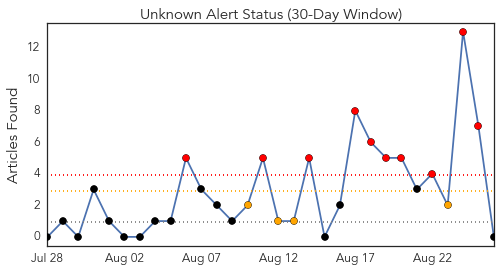 Unknown Alert Status (30-Day Window)
Articles Found
12
10
8
6
4
2
0
Jul 28 Aug 02 Aug 07 Aug 12 Aug 17 Aug 22